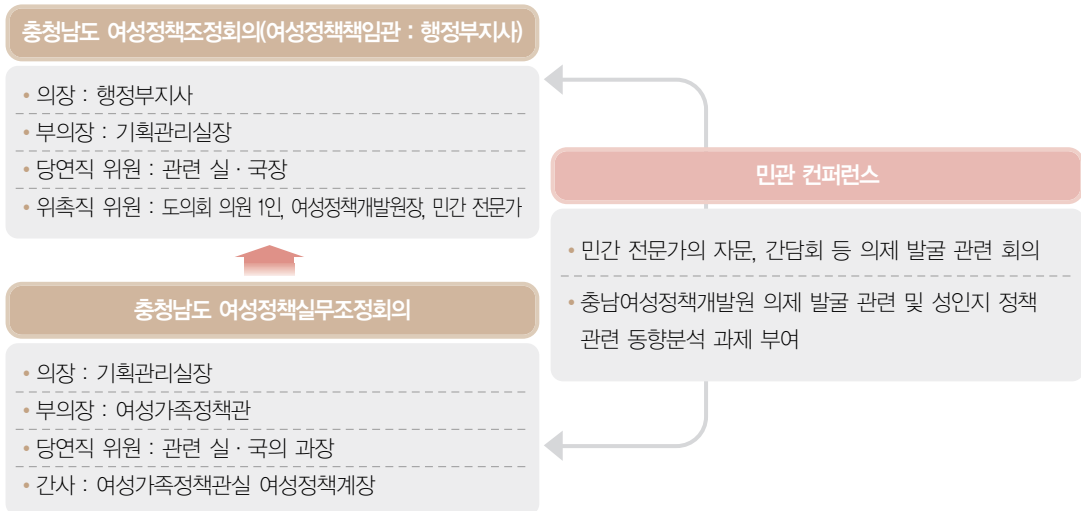 충청남도 여성정책조정회의(여성정책책임관 : 행정부지사)
• 의장 : 행정부지사
• 부의장 : 기획관리실장
• 당연직 위원 : 관련 실 · 국장
• 위촉직 위원 : 도의회 의원 1인, 여성정책개발원장, 민간 전문가
충청남도 여성정책실무조정회의
• 의장 : 기획관리실장
• 부의장 : 여성가족정책관
• 당연직 위원 : 관련 실 · 국의 과장
• 간사 : 여성가족정책관실 여성정책계장
민관 컨퍼런스
• 민간 전문가의 자문, 간담회 등 의제 발굴 관련 회의
• 충남여성정책개발원 의제 발굴 관련 및 성인지 정책
관련 동향분석 과제 부여